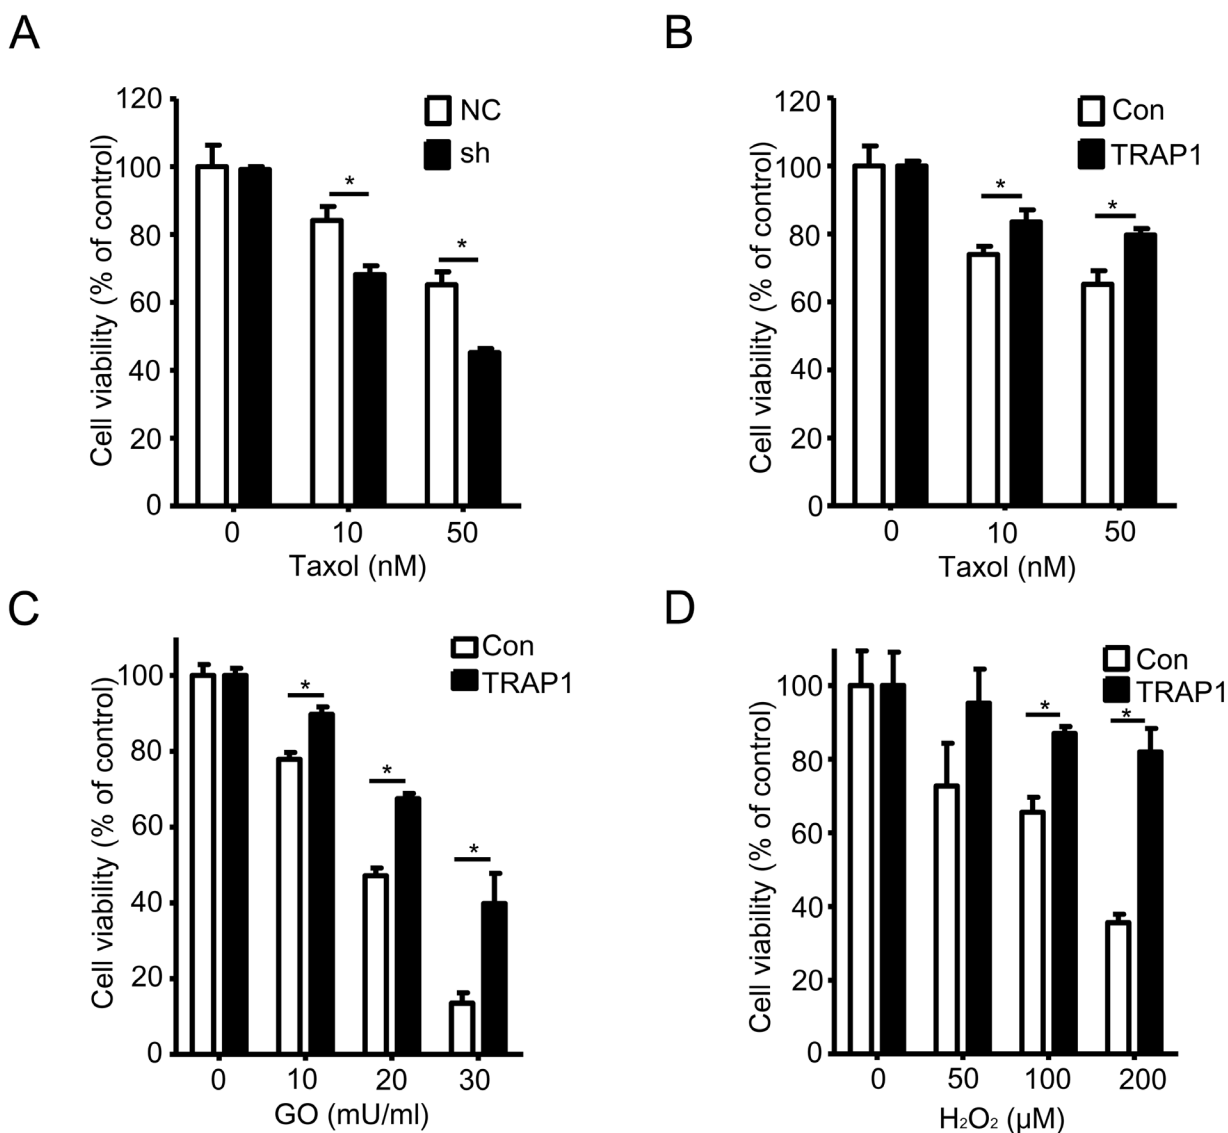 A
Cell viability (% of control)
120
100
80
60
40
20
0
NC
sh
*
*
0 10 50
Taxol (nM)
B
Cell viability (% of control)
120
100
80
60
40
20
0
Con
TRAP1
*
*
0 10 50
Taxol (nM)
C
Cell viability (% of control)
100
80
60
40
20
0
Con
TRAP1
*
*
*
0 10 20 30
GO (mU/ml)
D
Cell viability (% of control)
100
80
60
40
20
0
Con
TRAP1
*
*
0 50 100 200
H₂O₂ (μM)